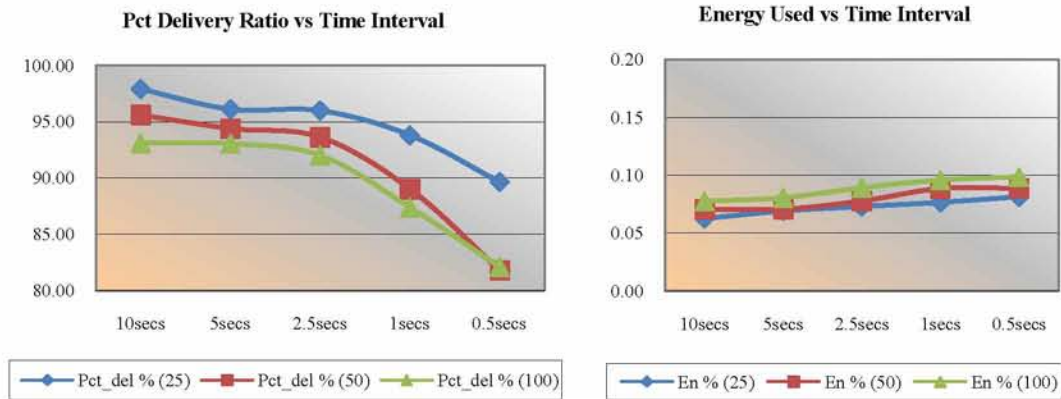 Pct Delivery Ratio vs Time Interval
100.00
95.00
90.00
85.00
80.00
10secs 5secs 2.5secs 1secs 0.5secs
Pct_del % (25) Pct_del % (50) Pct_del % (100)
Energy Used vs Time Interval
0.20
0.15
0.10
0.05
0.00
10secs 5secs 2.5secs 1secs 0.5secs
En % (25) En % (50) En % (100)